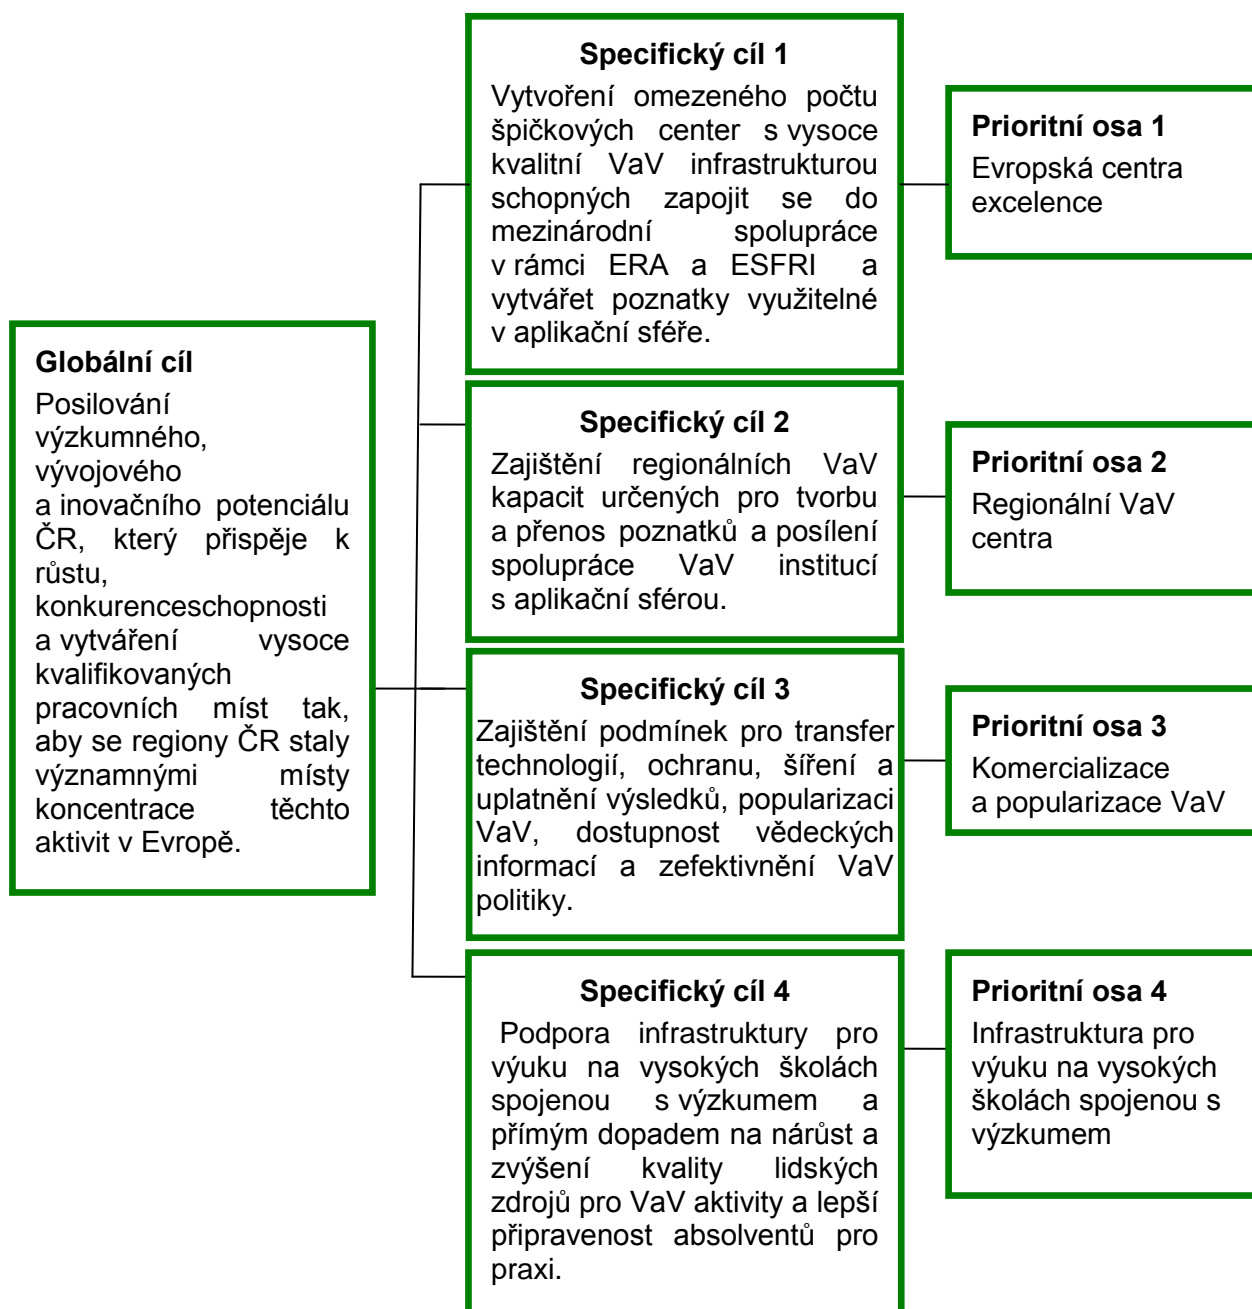 Globální cíl
Posilování
výzkumného,
vývojového
a inovačního potenciálu
ČR, který přispěje k
růstu,
konkurenceschopnosti
a vytváření vysoce
kvalifikovaných
pracovních míst tak,
aby se regiony ČR staly
významnými místy
koncentrace těchto
aktivit v Evropě.
Specifický cíl 1
Vytvoření omezeného počtu
špičkových center s vysoce
kvalitní VaV infrastrukturou
schopných zapojit se do
mezinárodní spolupráce
v rámci ERA a ESFRI a
vytvářet poznatky využitelné
v aplikační sféře.
Prioritní osa 1
Evropská centra
excelence
Specifický cíl 2
Zajištění regionálních VaV
kapacit určených pro tvorbu
a přenos poznatků a posílení
spolupráce VaV institucí
s aplikační sférou.
Prioritní osa 2
Regionální VaV
centra
Specifický cíl 3
Zajištění podmínek pro transfer
technologií, ochranu, šíření a
uplatnění výsledků, popularizaci
VaV, dostupnost vědeckých
informací a zefektivnění VaV
politiky.
Prioritní osa 3
Komercializace
a popularizace VaV
Specifický cíl 4
Podpora infrastruktury pro
výuku na vysokých školách
spojenou s výzkumem a
přímým dopadem na nárůst a
zvýšení kvality lidských
zdrojů pro VaV aktivity a lepší
připravenost absolventů pro
praxi.
Prioritní osa 4
Infrastruktura pro
výuku na vysokých
školách spojenou s
výzkumem